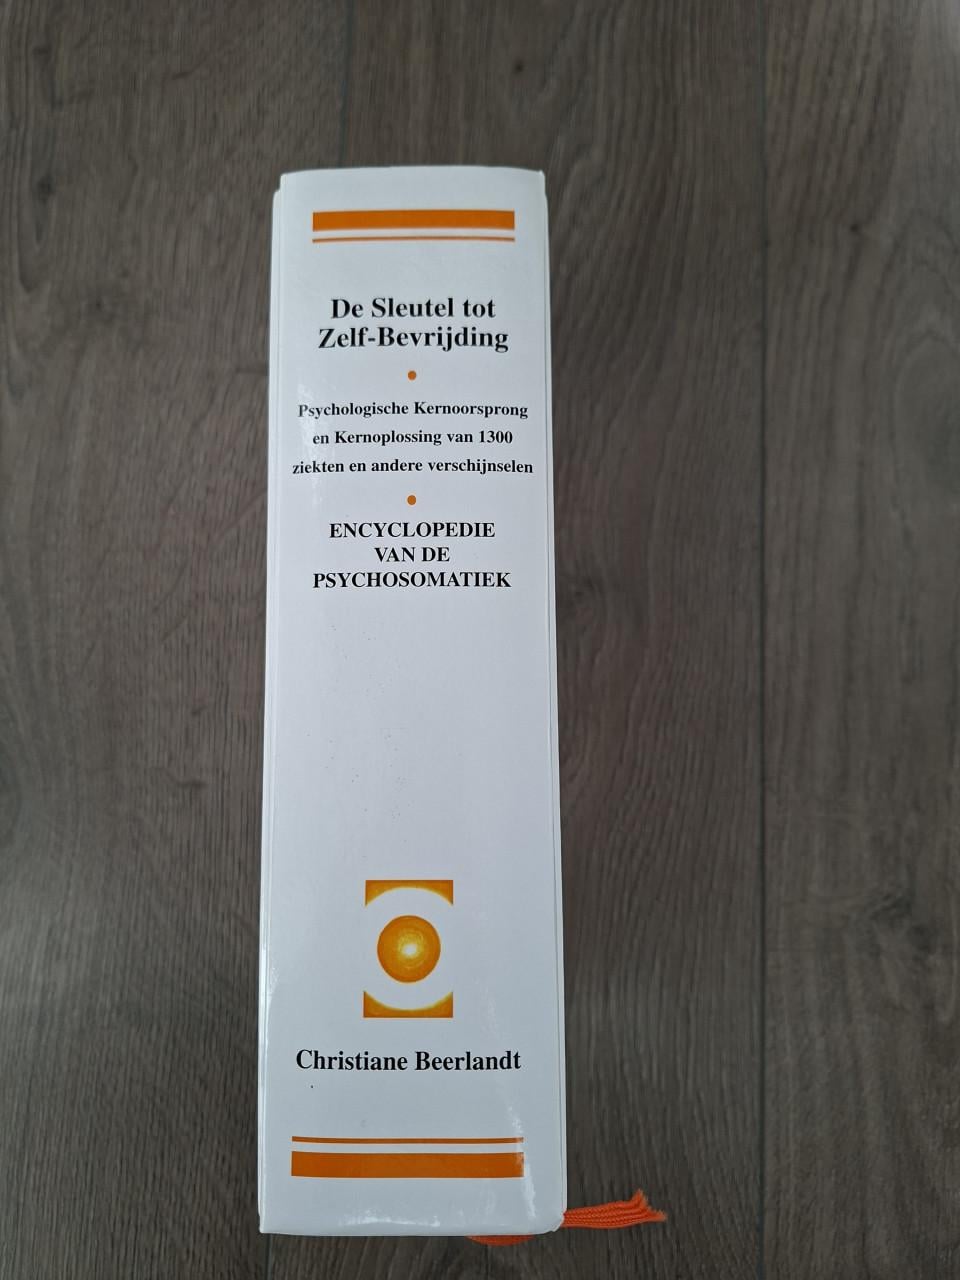 De Sleutel tot
Zelf-Bevrijding
Psychologische Kernoorsprong
en Kernoplossing van 1300
ziekten en andere verschijnselen
ENCYCLOPEDIE
VAN DE
PSYCHOSOMATIEK
Christiane Beerlandt